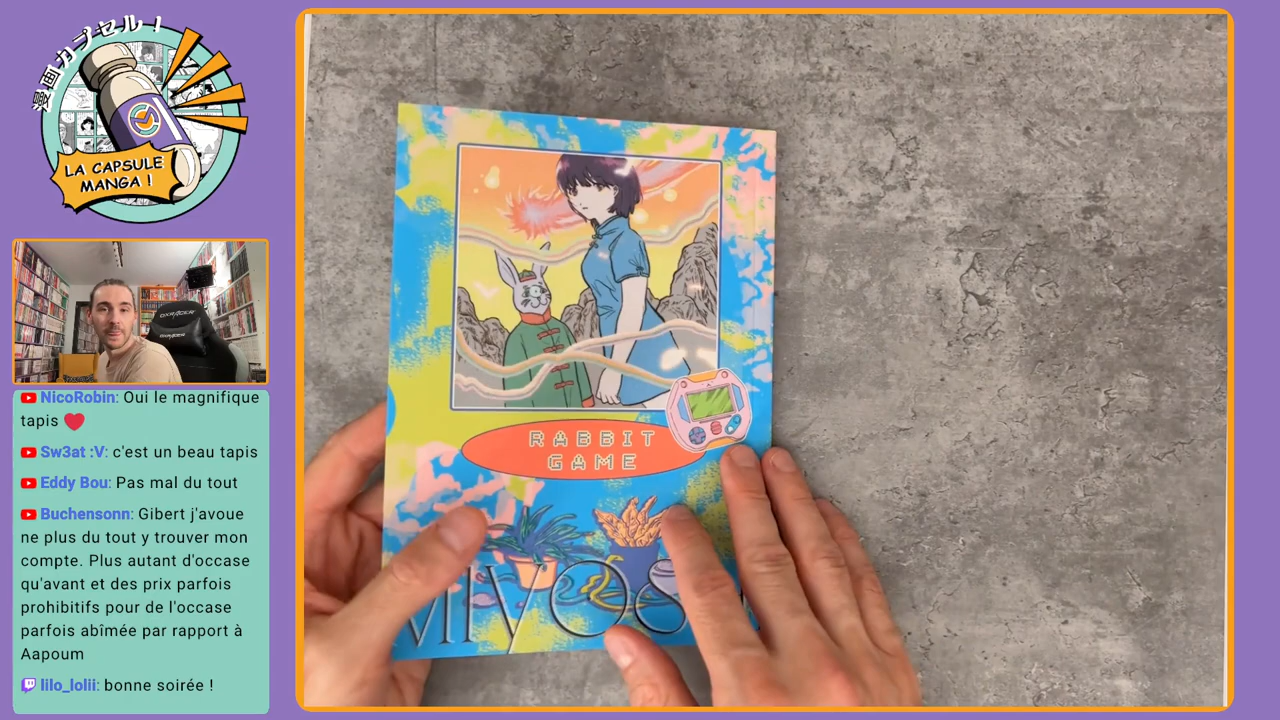 漫画カプセル！
LA CAPSULE
MANGA !
DXRACER
NicoRobin: Oui le magnifique
tapis ❤️
Sw3at :V: c'est un beau tapis
Eddy Bou: Pas mal du tout
Buchensonn: Gibert j'avoue
ne plus du tout y trouver mon
compte. Plus autant d'occase
qu'avant et des prix parfois
prohibitifs pour de l'occase
parfois abîmée par rapport à
Aapoum
lilo_lolii: bonne soirée !
RABBIT
GAME